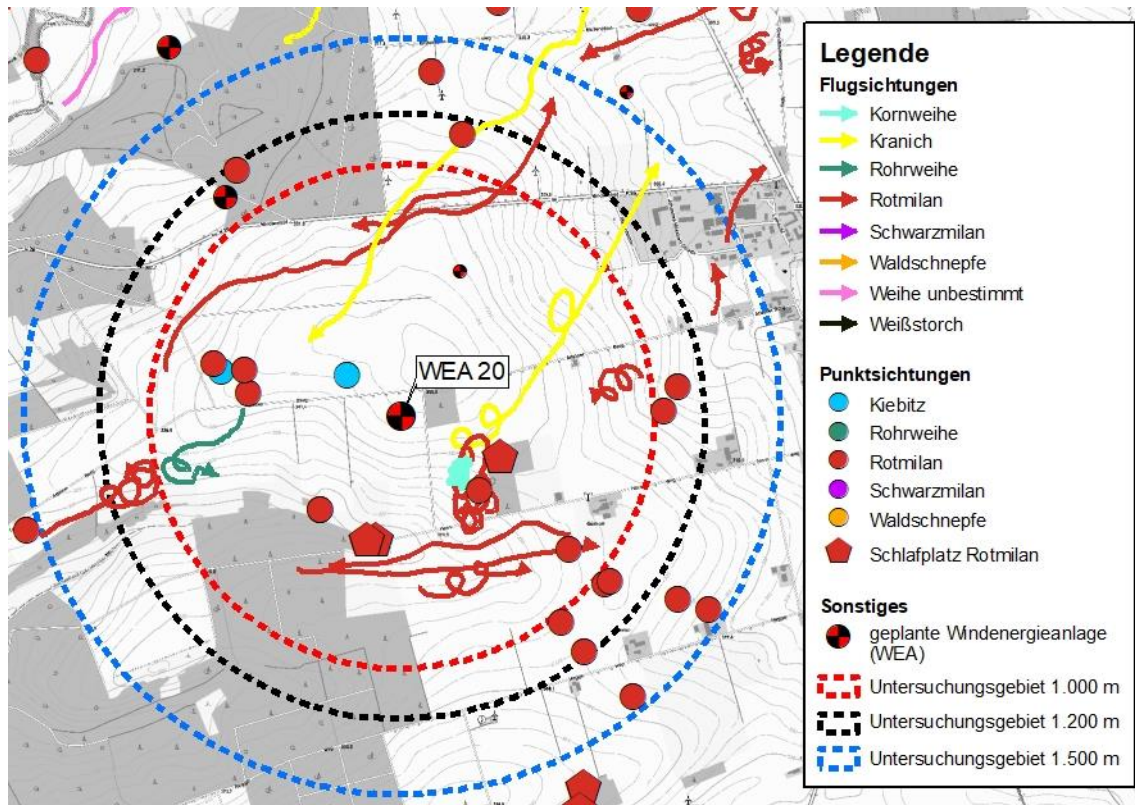 WEA 20
Legende
Flugsichtungen
Kornweihe
Kranich
Rohrweihe
Rotmilan
Schwarzmilan
Waldschnepfe
Weihe unbestimmt
Weißstorch
Punktsichtungen
Kiebitz
Rohrweihe
Rotmilan
Schwarzmilan
Waldschnepfe
Schlafplatz Rotmilan
Sonstiges
geplante Windenergieanlage
(WEA)
Untersuchungsgebiet 1.000 m
Untersuchungsgebiet 1.200 m
Untersuchungsgebiet 1.500 m